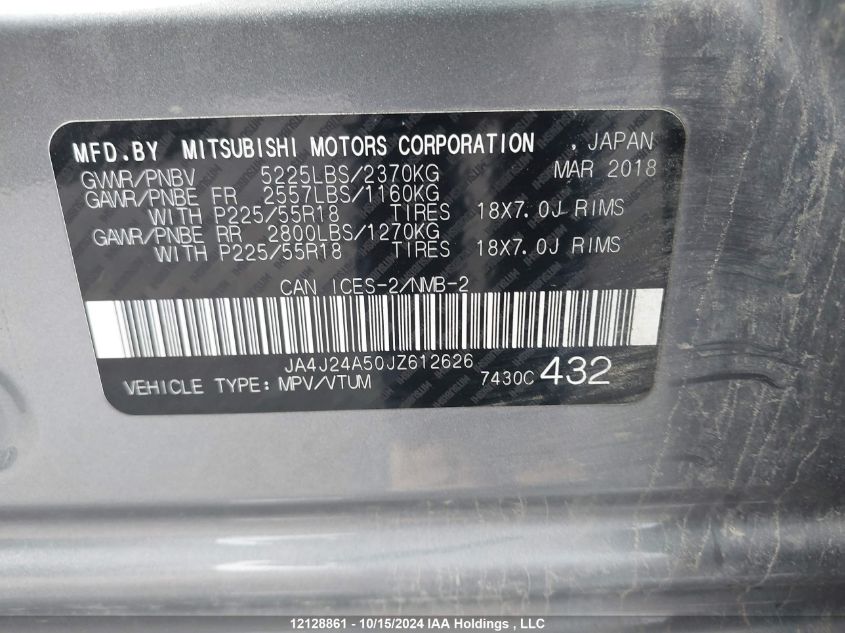 MFD.BY MITSUBISHI MOTORS CORPORATION , JAPAN
GVWR/PNBV 5225LBS/2370KG MAR 2018
GAWR/PNBE FR 2557LBS/1160KG
WITH P225/55R18 TIRES 18X7.0J RIMS
GAWR/PNBE RR 2800LBS/1270KG
WITH P225/55R18 TIRES 18X7.0J RIMS
CAN ICES-2/NMB-2
JA4J24A50JZ612626
VEHICLE TYPE: MPV/VTUM 7430C 432
12128861 - 10/15/2024 IAA Holdings , LLC